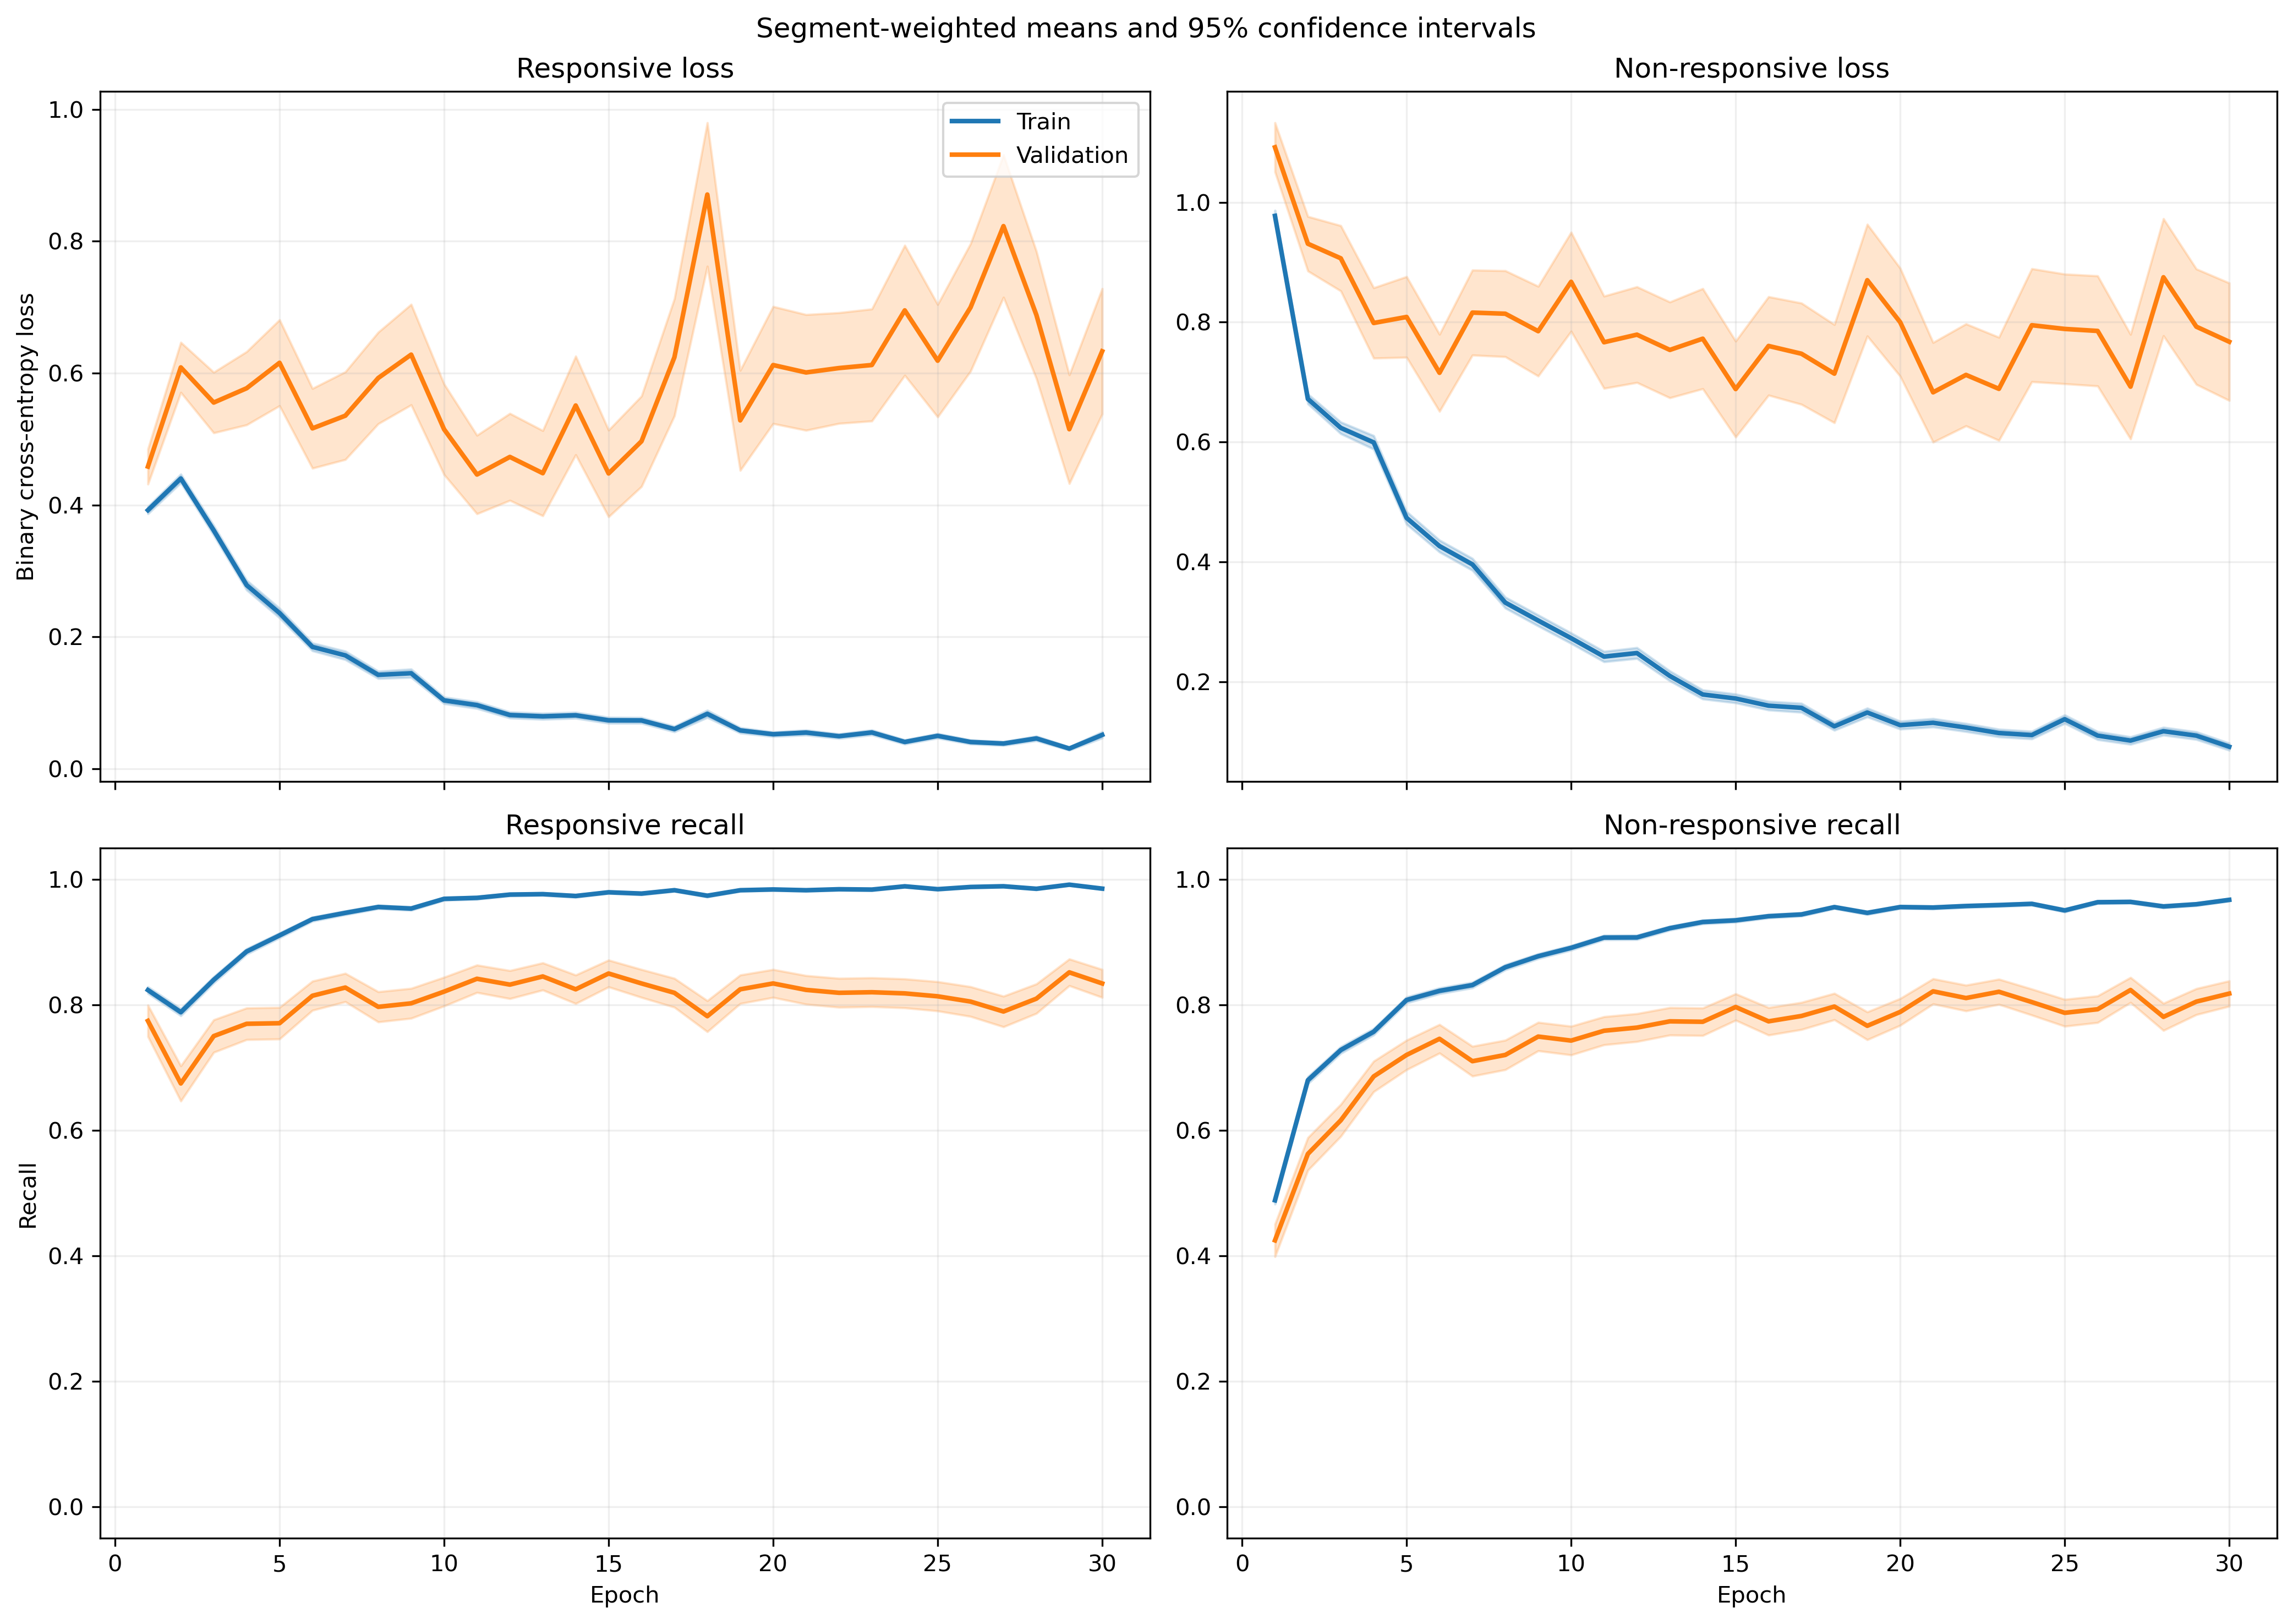 Segment-weighted means and 95% confidence intervals
Responsive loss
Non-responsive loss
Binary cross-entropy loss
1.0
0.8
0.6
0.4
0.2
0.0
Train
Validation
1.0
0.8
0.6
0.4
0.2
Responsive recall
Non-responsive recall
Recall
1.0
0.8
0.6
0.4
0.2
0.0
0 5 10 15 20 25 30
Epoch
1.0
0.8
0.6
0.4
0.2
0.0
0 5 10 15 20 25 30
Epoch